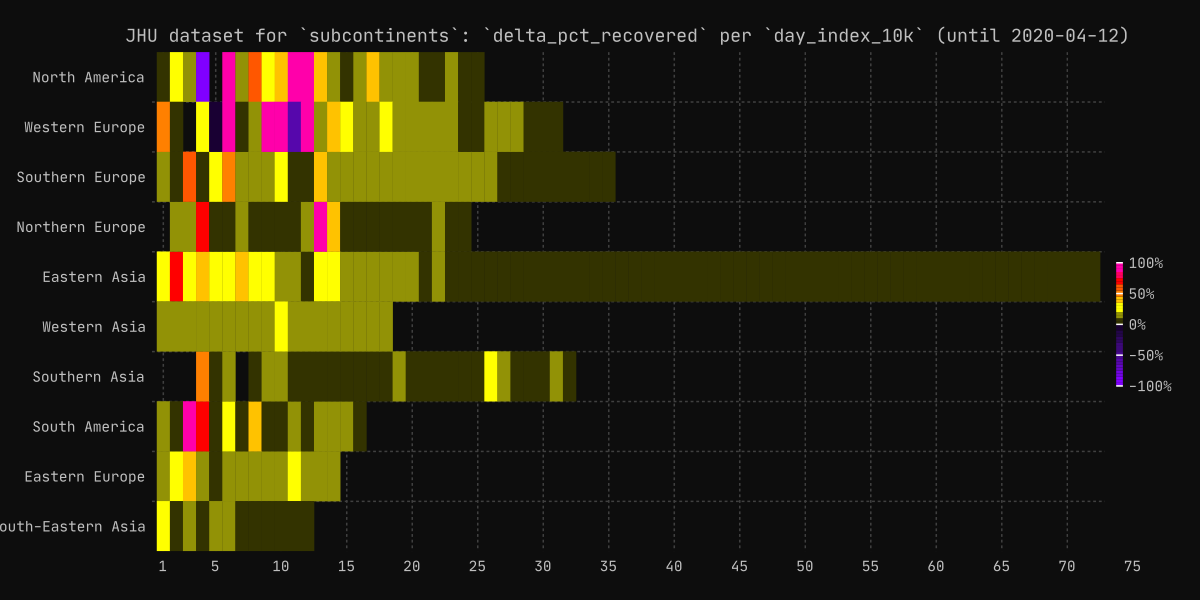 JHU dataset for `subcontinents`: `delta_pct_recovered` per `day_index_10k` (until 2020-04-12)
North America
Western Europe
Southern Europe
Northern Europe
Eastern Asia
Western Asia
Southern Asia
South America
Eastern Europe
outh-Eastern Asia
1 5 10 15 20 25 30 35 40 45 50 55 60 65 70 75
100%
50%
0%
-50%
-100%